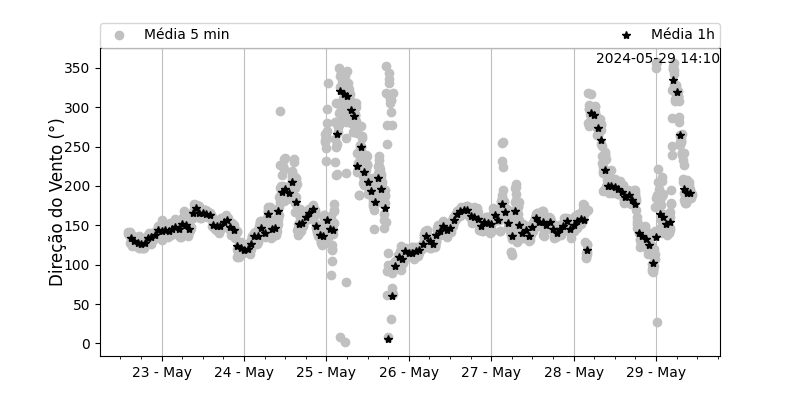 Média 5 min
Média 1h
2024-05-29 14:10
Direção do Vento (°)
350
300
250
200
150
100
50
0
23 - May
24 - May
25 - May
26 - May
27 - May
28 - May
29 - May